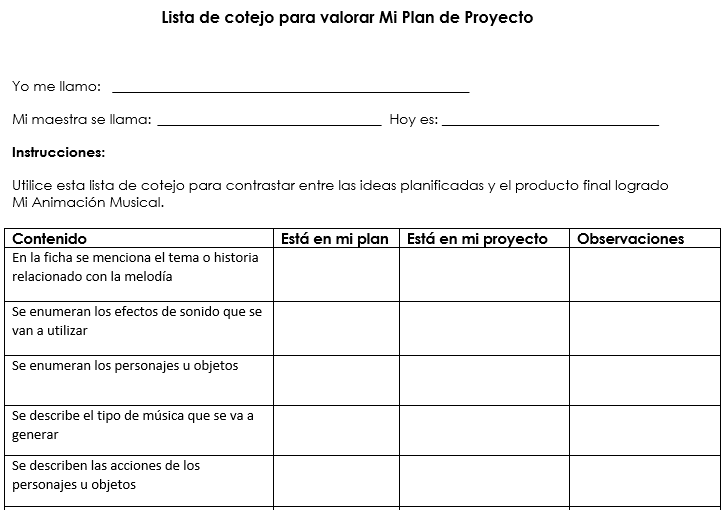 Lista de cotejo para valorar Mi Plan de Proyecto
Yo me llamo: ______________________________________________
Mi maestra se llama: _____________________________ Hoy es: ____________________________
Instrucciones:
Utilice esta lista de cotejo para contrastar entre las ideas planificadas y el producto final logrado
Mi Animación Musical.
Contenido Está en mi plan Está en mi proyecto Observaciones
En la ficha se menciona el tema o historia
relacionado con la melodía
Se enumeran los efectos de sonido que se
van a utilizar
Se enumeran los personajes u objetos
Se describe el tipo de música que se va a
generar
Se describen las acciones de los
personajes u objetos